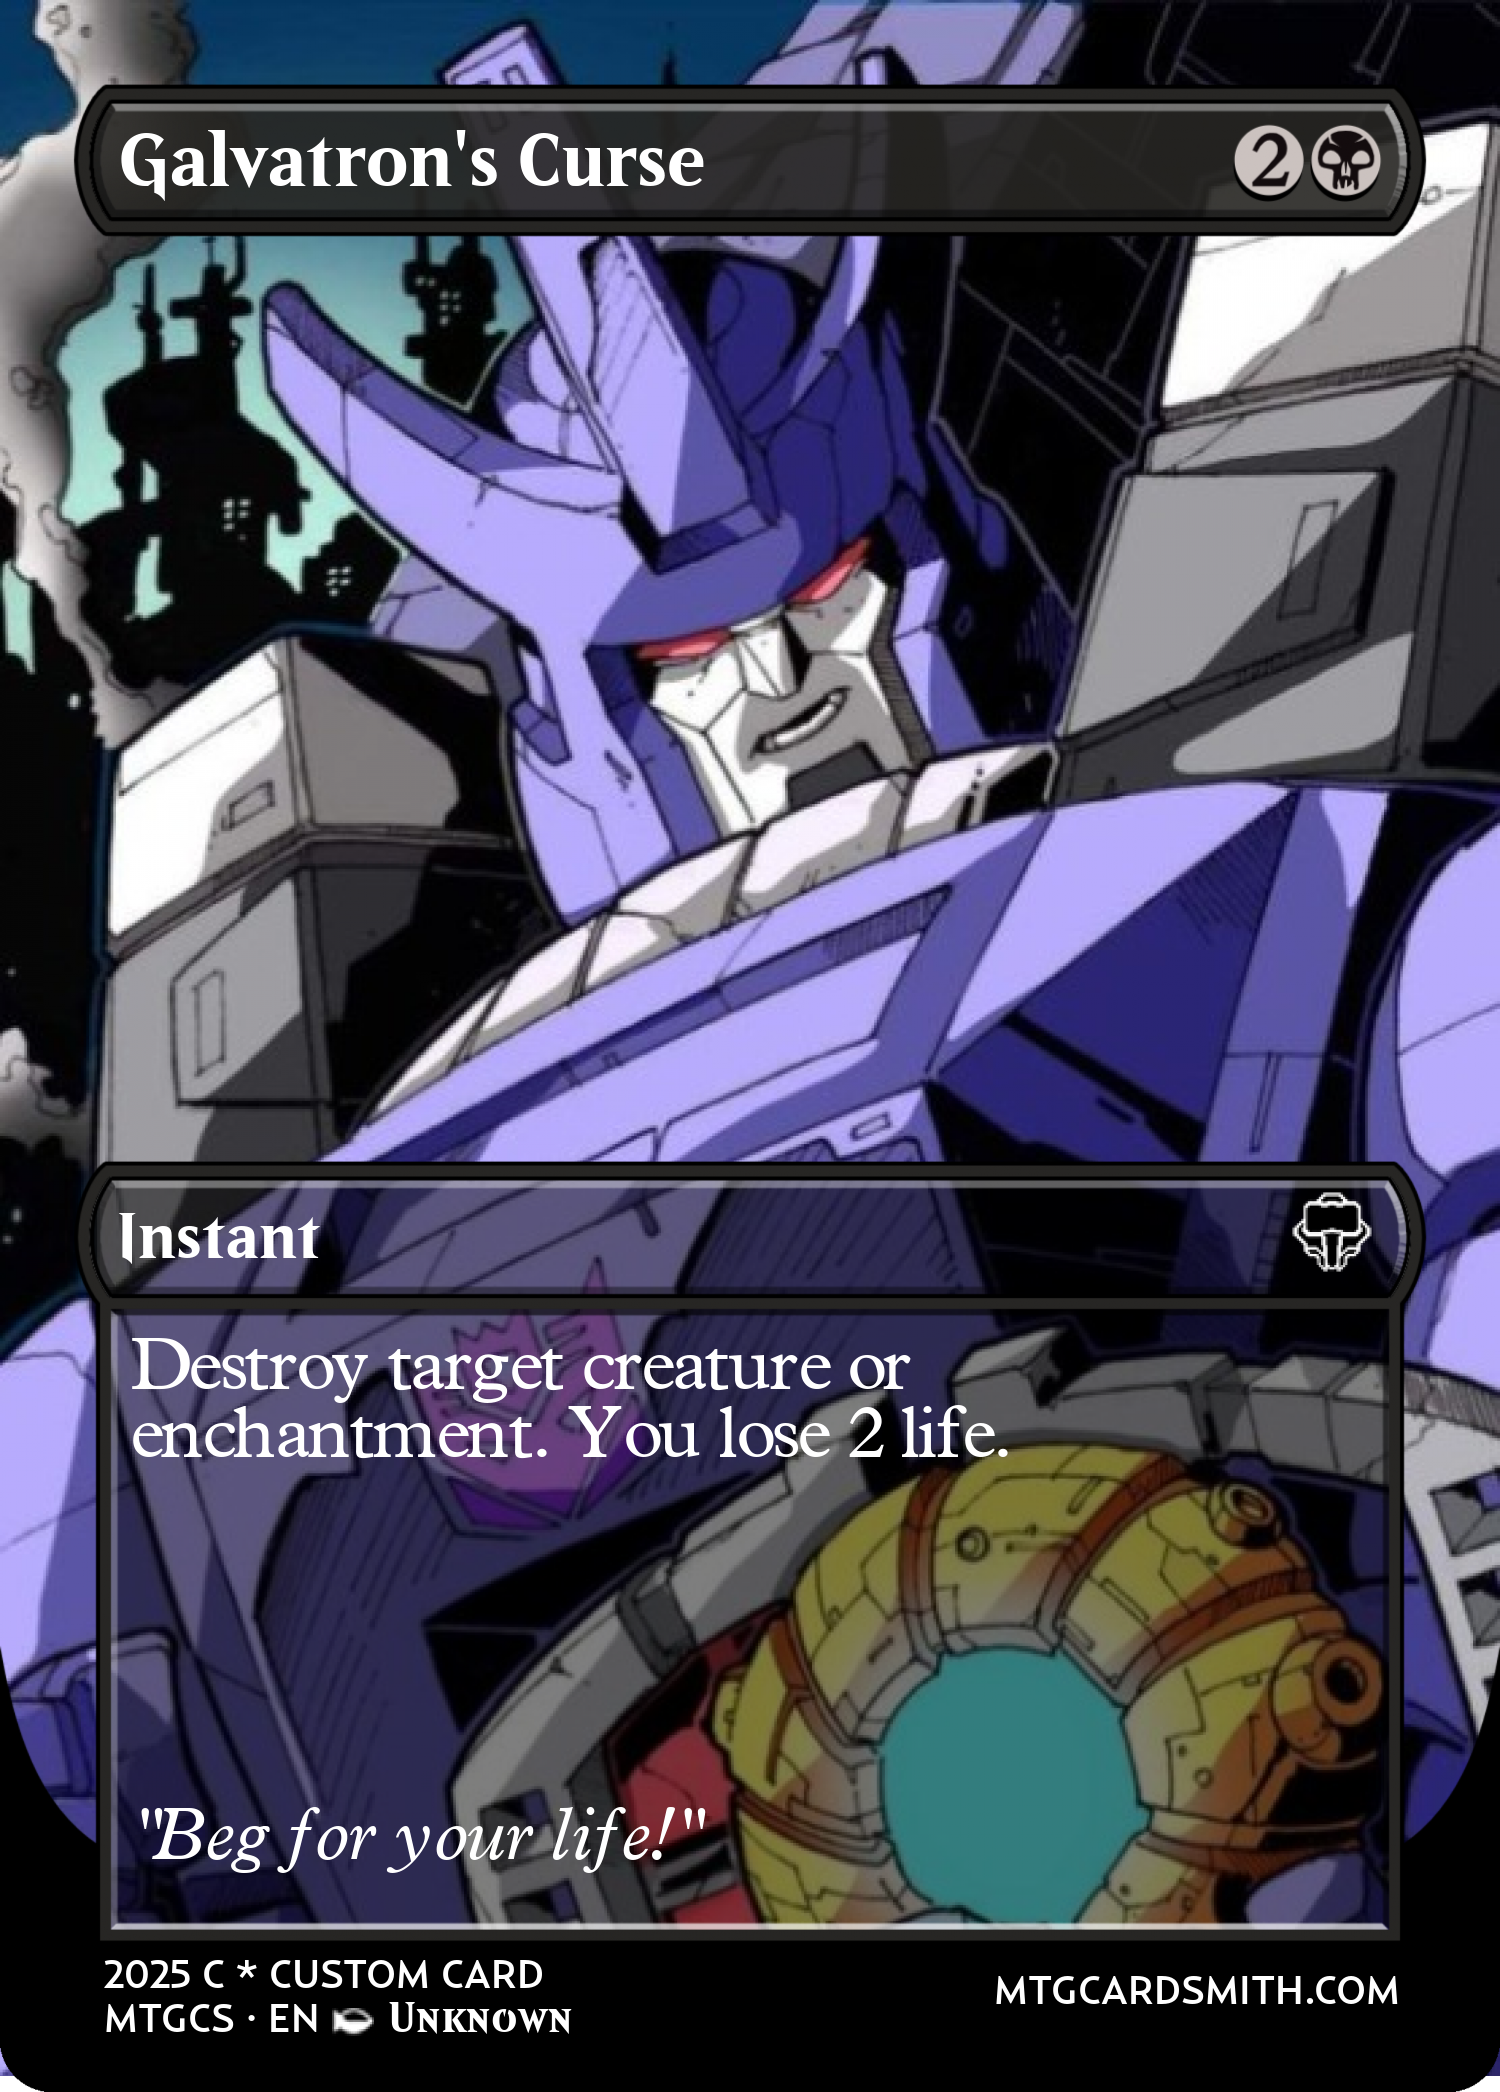 Galvatron's Curse
2
Instant
Destroy target creature or
enchantment. You lose 2 life.
"Beg for your life!"
2025 C * CUSTOM CARD
MTGCS · EN UNKNOWN
MTGCARDSMITH.COM